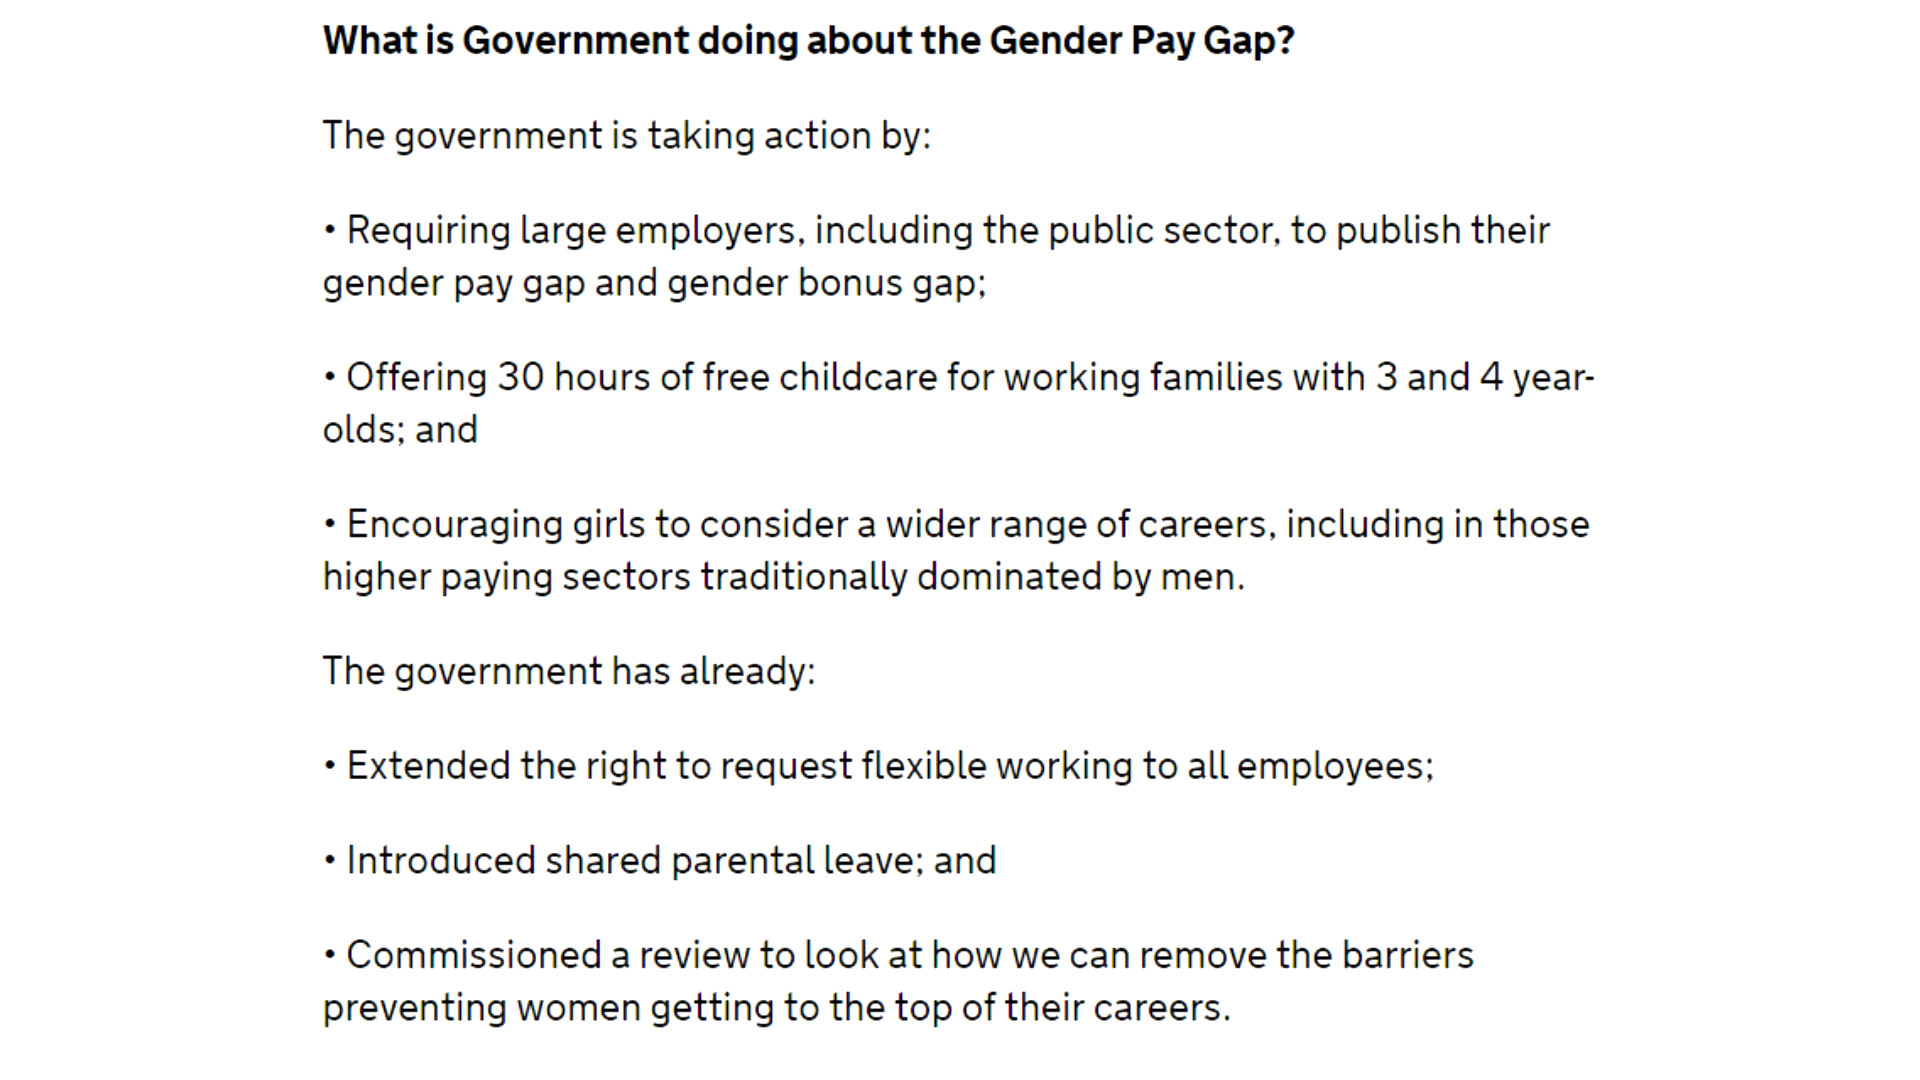 What is Government doing about the Gender Pay Gap?
The government is taking action by:
• Requiring large employers, including the public sector, to publish their
gender pay gap and gender bonus gap;
• Offering 30 hours of free childcare for working families with 3 and 4 year-
olds; and
• Encouraging girls to consider a wider range of careers, including in those
higher paying sectors traditionally dominated by men.
The government has already:
• Extended the right to request flexible working to all employees;
• Introduced shared parental leave; and
• Commissioned a review to look at how we can remove the barriers
preventing women getting to the top of their careers.